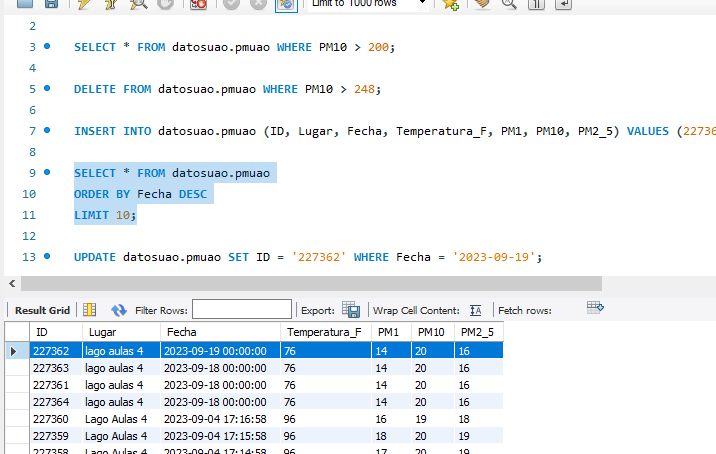 Limit to 1000 rows
2
3 SELECT * FROM datosuao.pmuao WHERE PM10 > 200;
4
5 DELETE FROM datosuao.pmuao WHERE PM10 > 248;
6
7 INSERT INTO datosuao.pmuao (ID, Lugar, Fecha, Temperatura_F, PM1, PM10, PM2_5) VALUES (22736
8
9 SELECT * FROM datosuao.pmuao
10 ORDER BY Fecha DESC
11 LIMIT 10;
12
13 UPDATE datosuao.pmuao SET ID = '227362' WHERE Fecha = '2023-09-19';
Result Grid Filter Rows: Export: Wrap Cell Content: Fetch rows:
ID Lugar Fecha Temperatura_F PM1 PM10 PM2_5
227362 lago aulas 4 2023-09-19 00:00:00 76 14 20 16
227363 lago aulas 4 2023-09-18 00:00:00 76 14 20 16
227361 lago aulas 4 2023-09-18 00:00:00 76 14 20 16
227364 lago aulas 4 2023-09-18 00:00:00 76 14 20 16
227360 Lago Aulas 4 2023-09-04 17:16:58 96 16 19 18
227359 Lago Aulas 4 2023-09-04 17:15:58 96 18 20 19
227358 Lago Aulas 4 2023-09-04 17:14:58 96 17 20 19